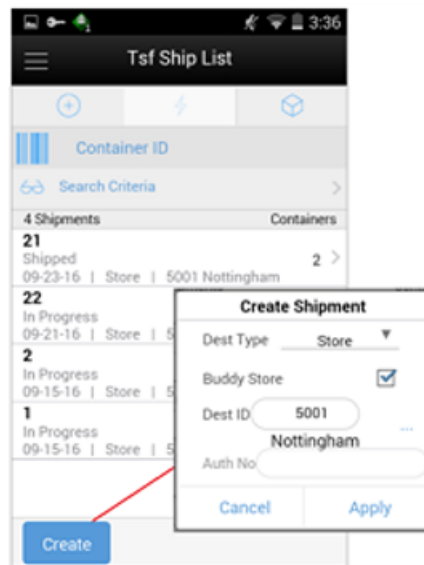 3:36
Tsf Ship List
Container ID
Search Criteria
4 Shipments Containers
21
Shipped 2
09-23-16 | Store | 5001 Nottingham
22
In Progress
09-21-16 | Store | 5
2
In Progress
09-15-16 | Store | 5
1
In Progress
09-15-16 | Store | 5
Create
Create Shipment
Dest Type Store
Buddy Store
Dest ID 5001 ...
Nottingham
Auth No
Cancel Apply